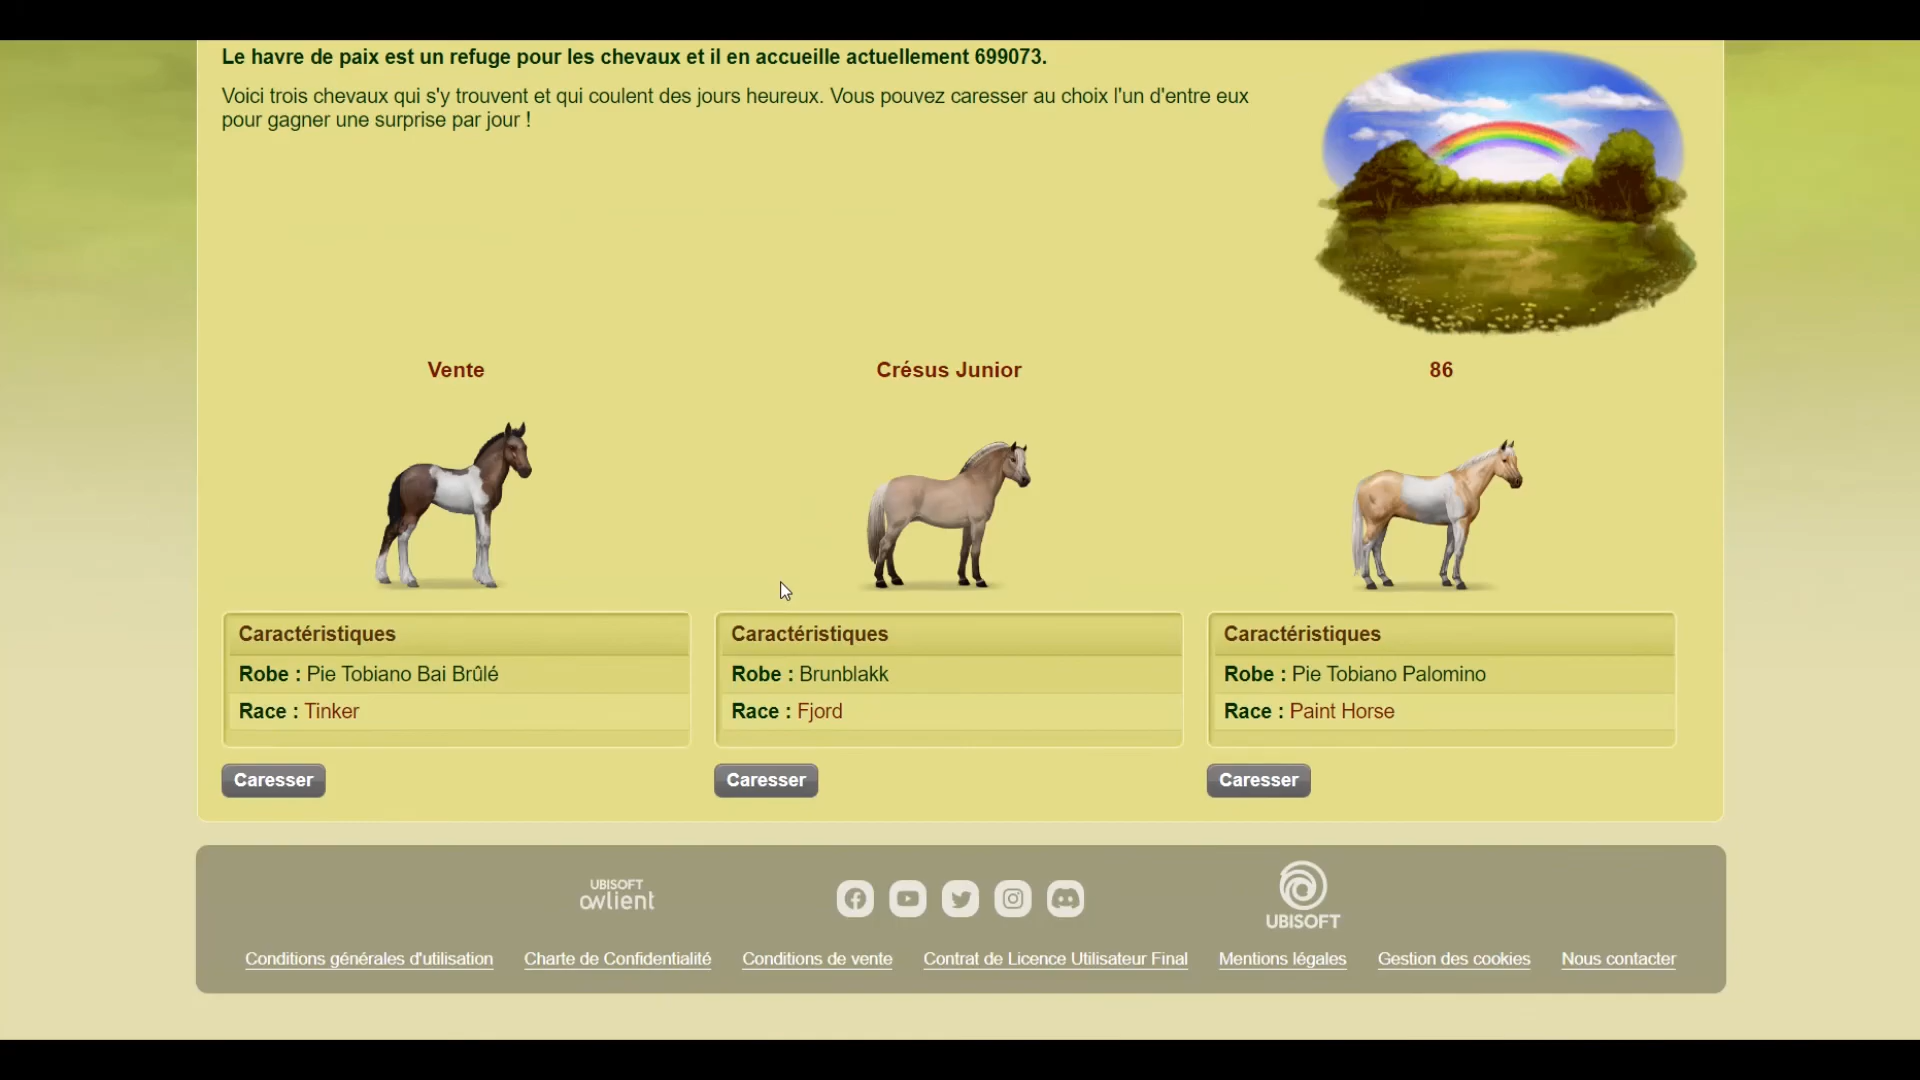 Le havre de paix est un refuge pour les chevaux et il en accueille actuellement 699073.
Voici trois chevaux qui s'y trouvent et qui coulent des jours heureux. Vous pouvez caresser au choix l'un d'entre eux
pour gagner une surprise par jour !
Vente
Crésus Junior
86
Caractéristiques
Robe : Pie Tobiano Bai Brûlé
Race : Tinker
Caresser
Caractéristiques
Robe : Brunblakk
Race : Fjord
Caresser
Caractéristiques
Robe : Pie Tobiano Palomino
Race : Paint Horse
Caresser
UBISOFT
owlient
UBISOFT
Conditions générales d'utilisation
Charte de Confidentialité
Conditions de vente
Contrat de Licence Utilisateur Final
Mentions légales
Gestion des cookies
Nous contacter